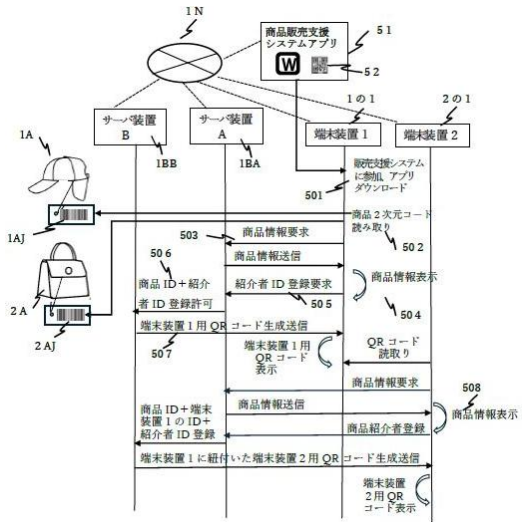 1N
商品販売支援
システムアプリ
W
51
52
サーバ装置
B
サーバ装置
A
1の1
2の1
端末装置1
端末装置2
1A
1BB
1BA
販売支援システム
に参加、アプリ
ダウンロード
501
1AJ
商品2次元コード
読み取り
503
商品情報要求
502
506
商品情報送信
商品ID+紹介
者ID登録許可
紹介者ID登録要求
505
商品情報表示
2A
504
2AJ
端末装置1用QRコード生成送信
507
端末装置1用
QRコード
表示
QRコード
読取り
商品情報要求
508
商品ID+端末
装置1のID+
紹介者ID登録
商品情報送信
商品情報表示
商品紹介者登録
端末装置1に紐付いた端末装置2用QRコード生成送信
端末装置
2用QR
コード表示